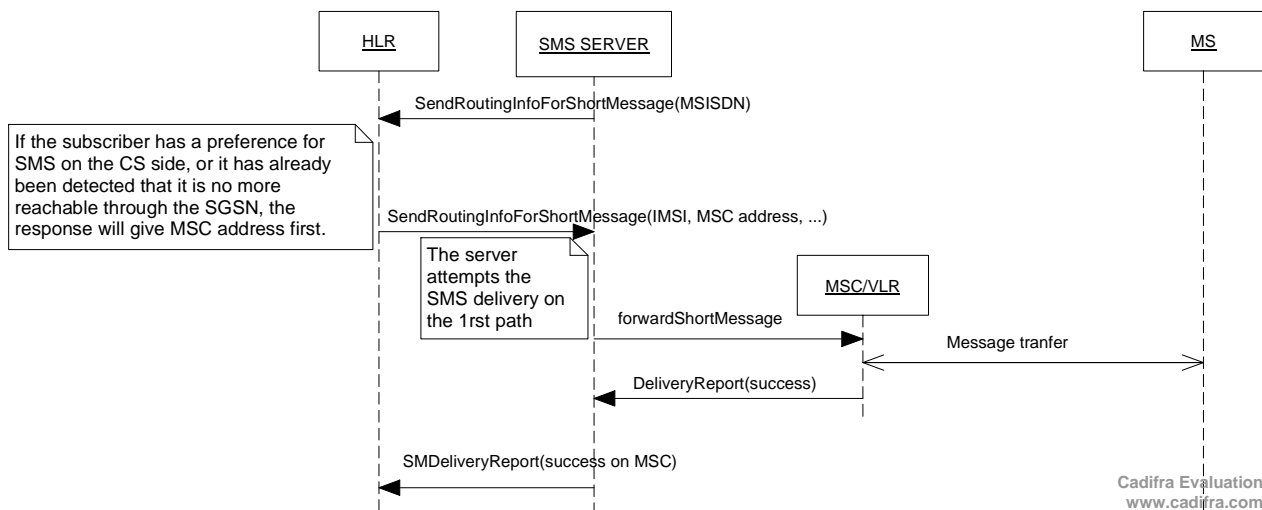 HLR
SMS SERVER
MS
SendRoutingInfoForShortMessage(MSISDN)
If the subscriber has a preference for
SMS on the CS side, or it has already
been detected that it is no more
reachable through the SGSN, the
response will give MSC address first.
SendRoutingInfoForShortMessage(IMSI, MSC address, ...)
The server
attempts the
SMS delivery on
the 1rst path
MSC/VLR
forwardShortMessage
Message tranfer
DeliveryReport(success)
SMDeliveryReport(success on MSC)
Cadifra Evaluation
www.cadifra.com